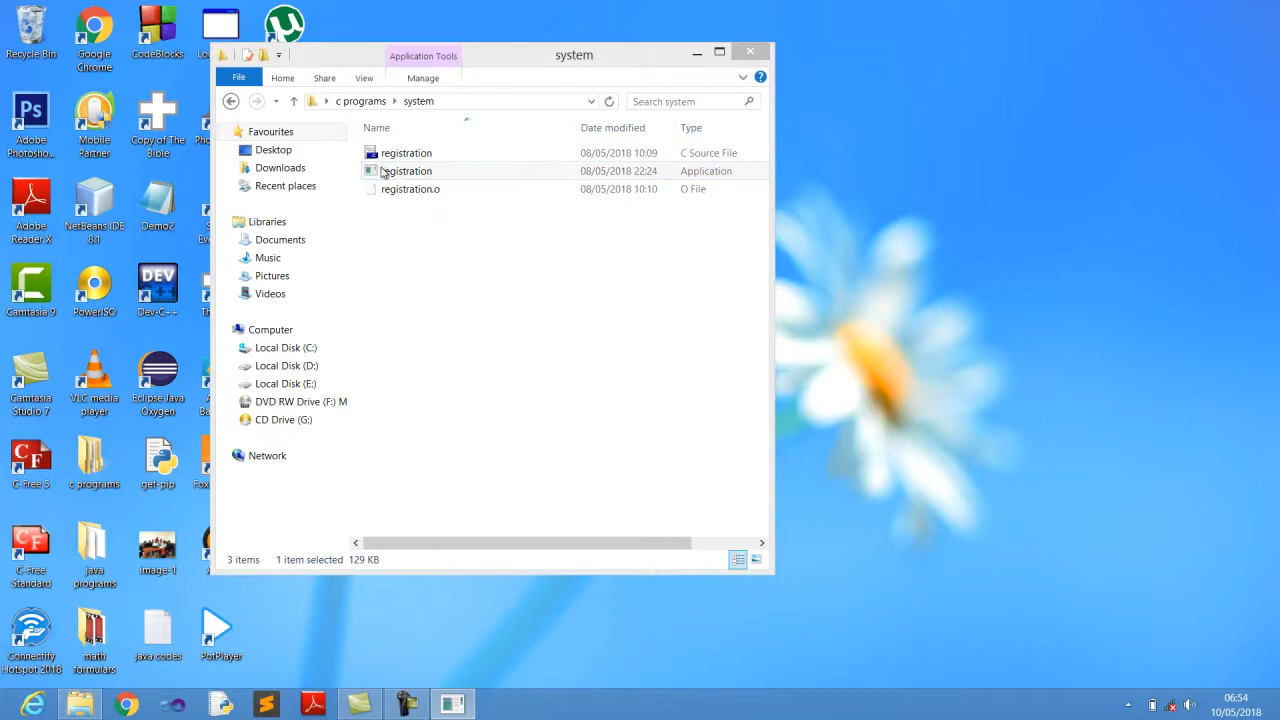 Recycle Bin
Google Chrome
CodeBlocks
Adobe Photosho...
Mobile Partner
Copy of The Bible
Adobe Reader X
NetBeans IDE 8.1
Demo2
Camtasia 9
PowerISO
Dev-C++
Camtasia Studio 7
VLC media player
Eclipse Java Oxygen
C-Free 5
c programs
get-pip
C-Free Standard
java programs
image-1
Connectify Hotspot 2018
math formulars
java codes
PotPlayer
Application Tools
system
File
Home
Share
View
Manage
c programs
system
Search system
Favourites
Desktop
Downloads
Recent places
Libraries
Documents
Music
Pictures
Videos
Computer
Local Disk (C:)
Local Disk (D:)
Local Disk (E:)
DVD RW Drive (F:) M
CD Drive (G:)
Network
Name Date modified Type
registration 08/05/2018 10:09 C Source File
registration 08/05/2018 22:24 Application
registration.o 08/05/2018 10:10 O File
3 items 1 item selected 129 KB
06:54
10/05/2018